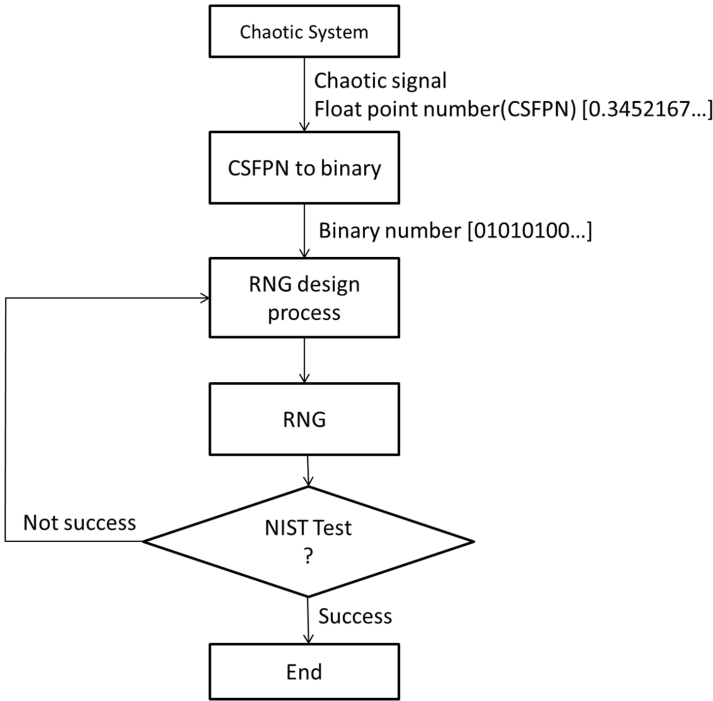 Chaotic System
Chaotic signal
Float point number(CSFPN) [0.3452167...]
CSFPN to binary
Binary number [01010100...]
RNG design
process
RNG
Not success
NIST Test
?
Success
End